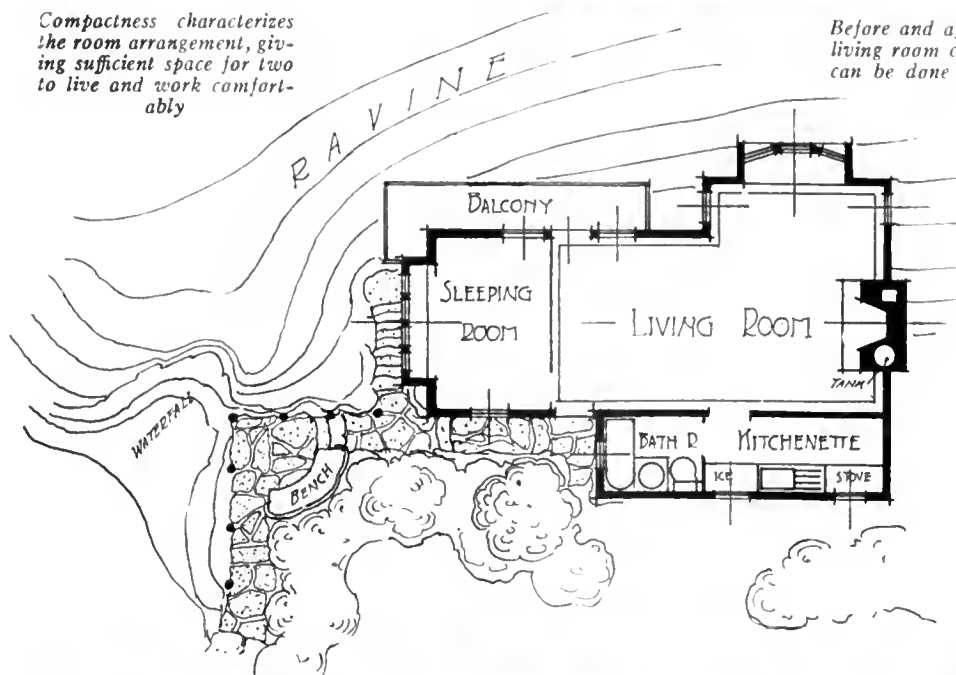 Compactness characterizes
the room arrangement, giv-
ing sufficient space for two
to live and work comfort-
ably
Before and
living room
can be done
RAVINE
BALCONY
SLEEPING
ROOM
LIVING ROOM
TANK
WATERFALL
BENCH
BATH R
KITCHENETTE
ICE
STOVE